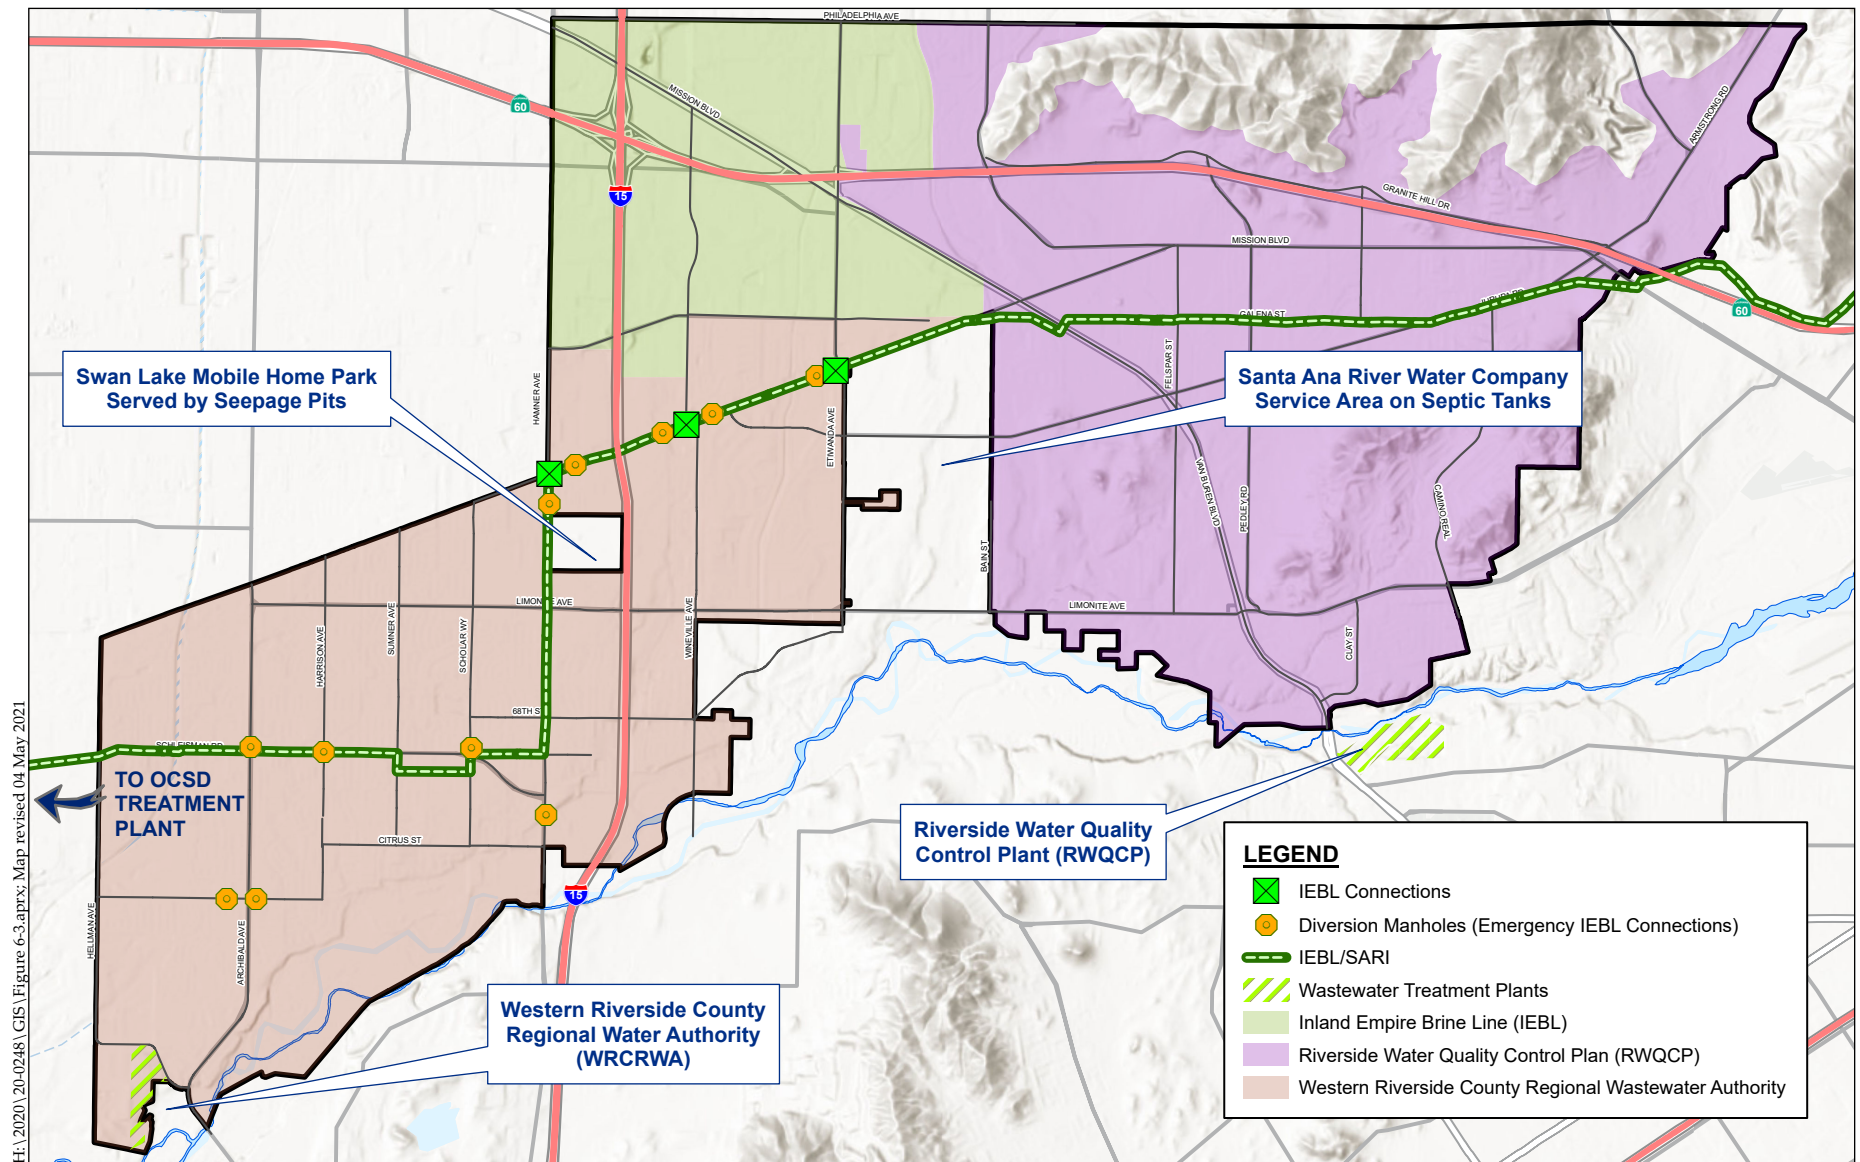 PHILADELPHIA AVE
60
MISSION BLVD
ARMSTRONG RD
15
GRANITE HILL DR
MISSION BLVD
JURUPA RD
GALENA ST
60
Swan Lake Mobile Home Park
Served by Seepage Pits
HAMNER AVE
FELSPAR ST
Santa Ana River Water Company
Service Area on Septic Tanks
ETIWANDA AVE
VAN BUREN BLVD
PEDLEY RD
CAMINO REAL
BAIN ST
LIMONITE AVE
LIMONITE AVE
HARRISON AVE
SUMNER AVE
SCHOLAR WY
WINEVILLE AVE
CLAY ST
68TH ST
SCHLEISMAN RD
TO OCSD
TREATMENT
PLANT
CITRUS ST
Riverside Water Quality
Control Plant (RWQCP)
15
HELLMAN AVE
ARCHIBALD AVE
Western Riverside County
Regional Water Authority
(WRCRWA)
LEGEND
IEBL Connections
Diversion Manholes (Emergency IEBL Connections)
IEBL/SARI
Wastewater Treatment Plants
Inland Empire Brine Line (IEBL)
Riverside Water Quality Control Plan (RWQCP)
Western Riverside County Regional Wastewater Authority
H:\2020\20-0248\GIS\Figure 6-3.aprx; Map revised 04 May 2021